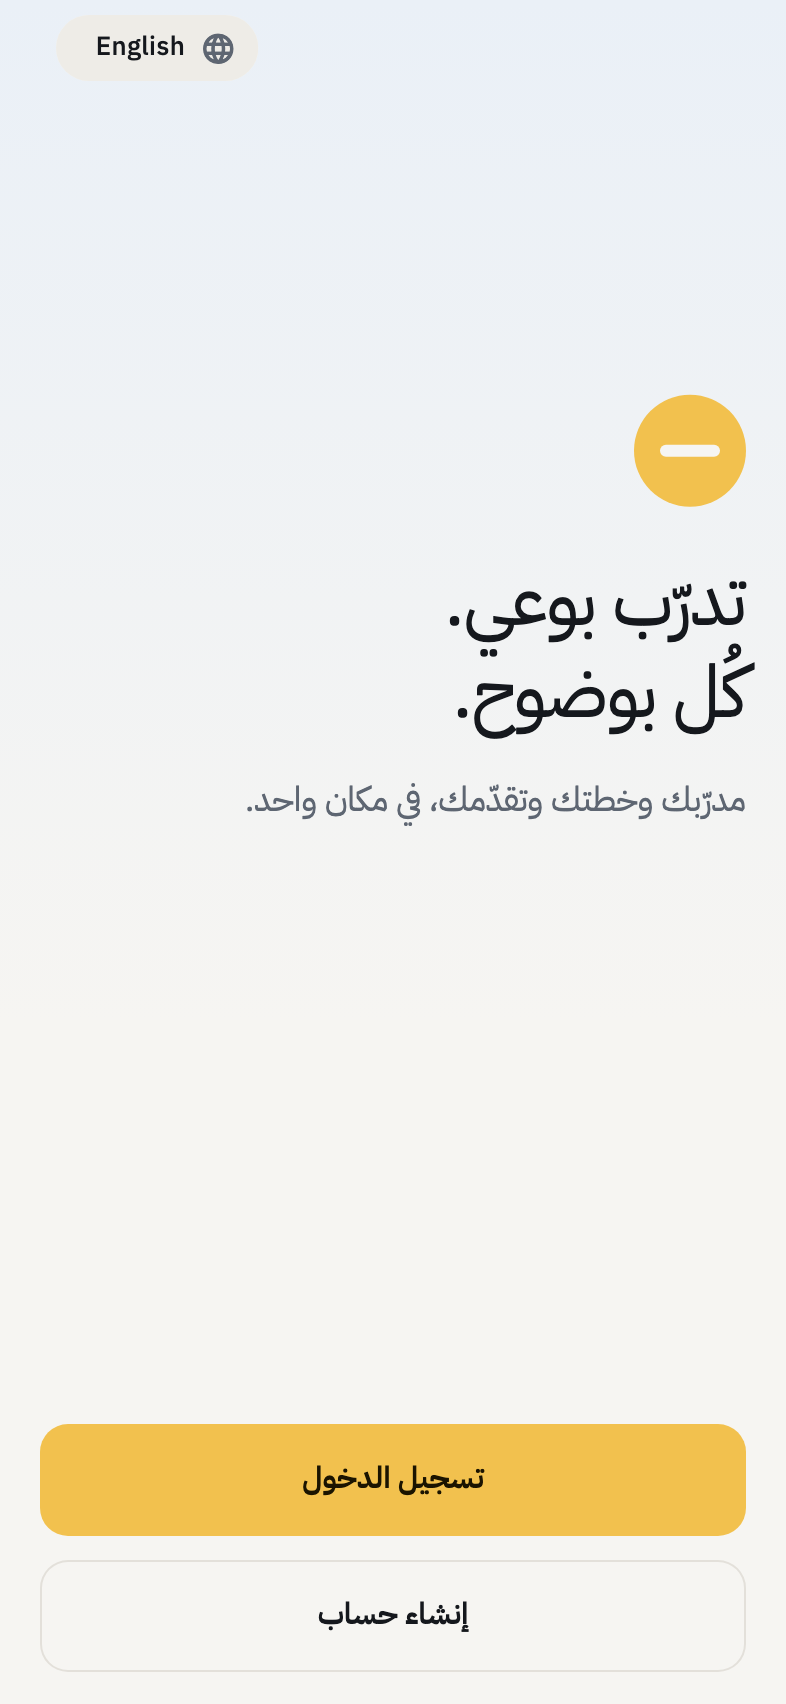 English
تدرّب بوعي.
كُل بوضوح.
مدرّبك وخطتك وتقدّمك، في مكان واحد.
تسجيل الدخول
إنشاء حساب